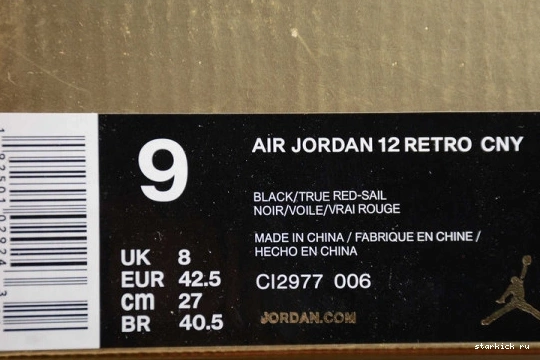 9
AIR JORDAN 12 RETRO CNY
BLACK/TRUE RED-SAIL
NOIR/VOILE/VRAI ROUGE
MADE IN CHINA / FABRIQUE EN CHINE /
HECHO EN CHINA
UK 8
EUR 42.5
cm 27
BR 40.5
CI2977 006
JORDAN.COM
starkick ru